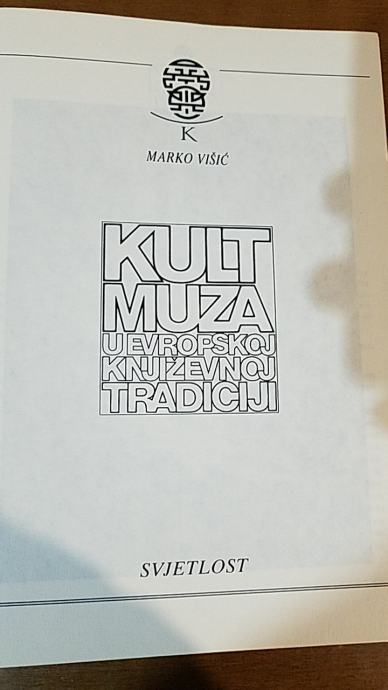 K
MARKO VIŠIĆ
KULT
MUZA
U EVROPSKOJ
KNJIŽEVNOJ
TRADICIJI
SVJETLOST